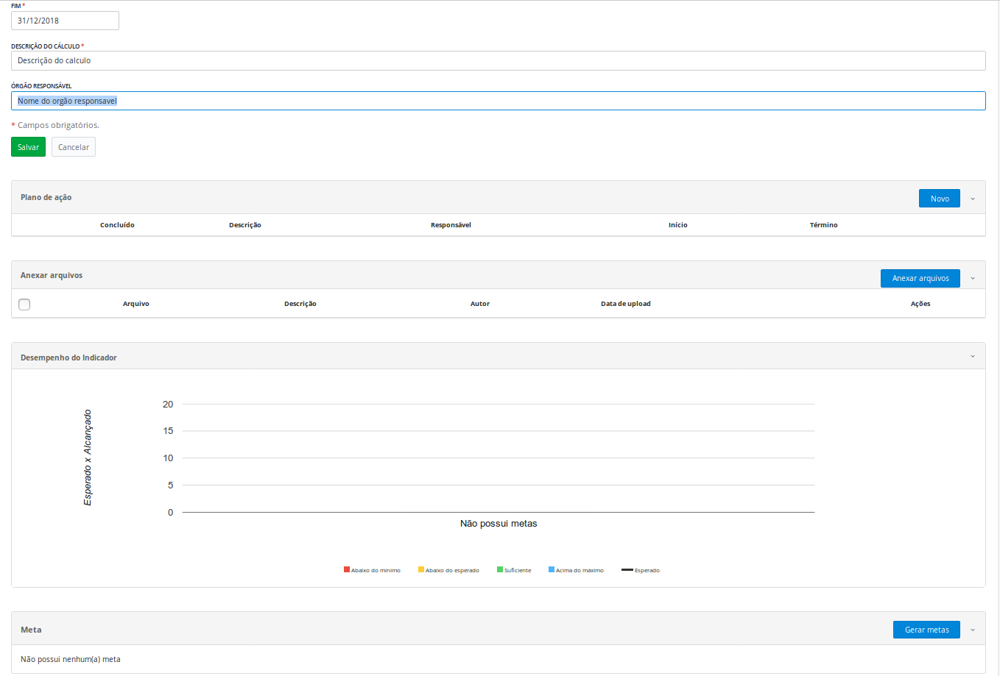 FIM *
31/12/2018
DESCRIÇÃO DO CÁLCULO *
Descrição do calculo
ÓRGÃO RESPONSÁVEL
Nome do orgão responsavel
* Campos obrigatórios.
Salvar Cancelar
Plano de ação Novo
Concluído Descrição Responsável Início Término
Anexar arquivos Anexar arquivos
Arquivo Descrição Autor Data de upload Ações
Desempenho do Indicador
Esperado x Alcançado
20
15
10
5
0
Não possui metas
Abaixo do mínimo Abaixo do esperado Suficiente Acima do máximo Esperado
Meta Gerar metas
Não possui nenhum(a) meta